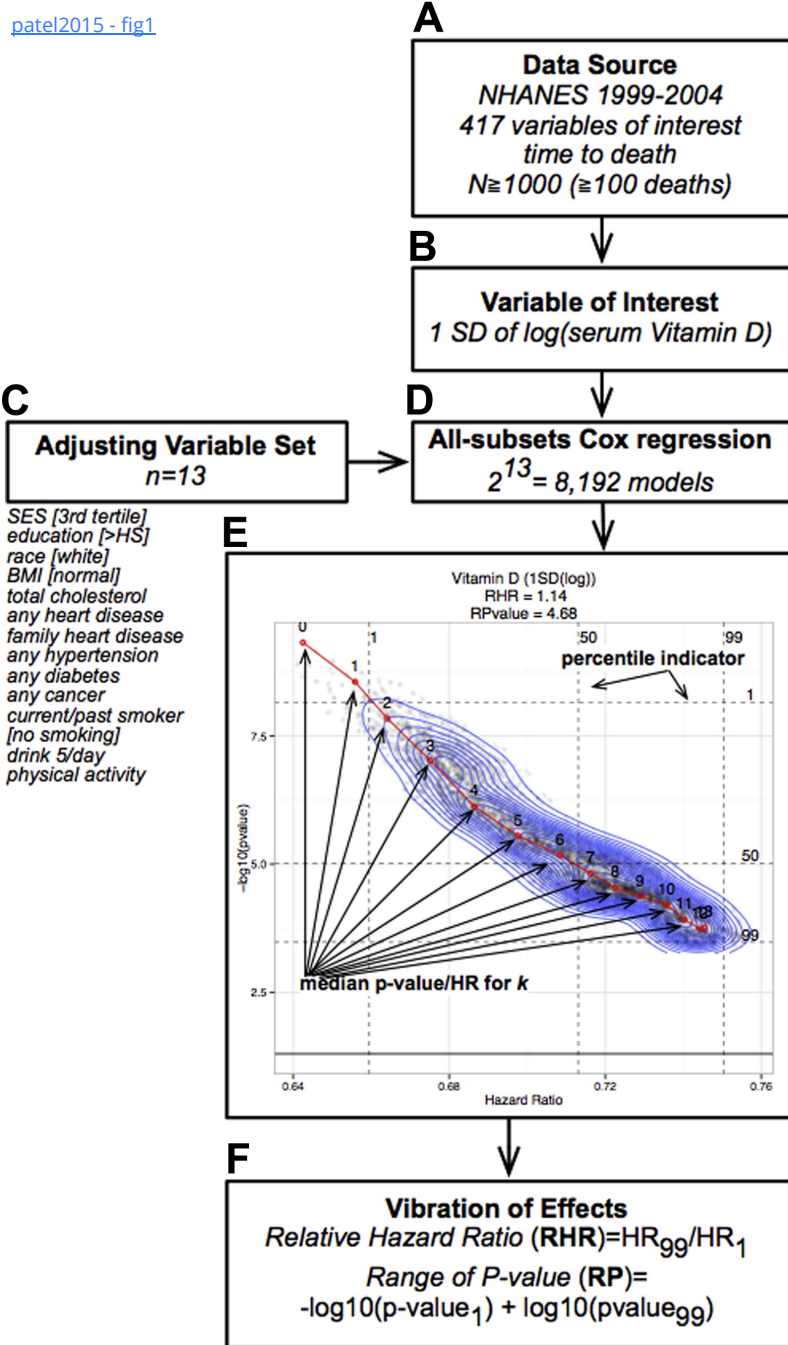 patel2015 - fig1
A
Data Source
NHANES 1999-2004
417 variables of interest
time to death
N≧1000 (≧100 deaths)
B
Variable of Interest
1 SD of log(serum Vitamin D)
C
Adjusting Variable Set
n=13
SES [3rd tertile]
education [>HS]
race [white]
BMI [normal]
total cholesterol
any heart disease
family heart disease
any hypertension
any diabetes
any cancer
current/past smoker
[no smoking]
drink 5/day
physical activity
D
All-subsets Cox regression
2^13= 8,192 models
E
Vitamin D (1SD(log))
RHR = 1.14
RPvalue = 4.68
0
1
50
99
percentile indicator
1
1
2
7.5
3
4
5
6
−log10(pvalue)
5.0
50
7
8
9
10
11
12
13
99
median p-value/HR for k
2.5
0.64
0.68
0.72
0.76
Hazard Ratio
F
Vibration of Effects
Relative Hazard Ratio (RHR)=HR99/HR1
Range of P-value (RP)=
-log10(p-value1) + log10(pvalue99)